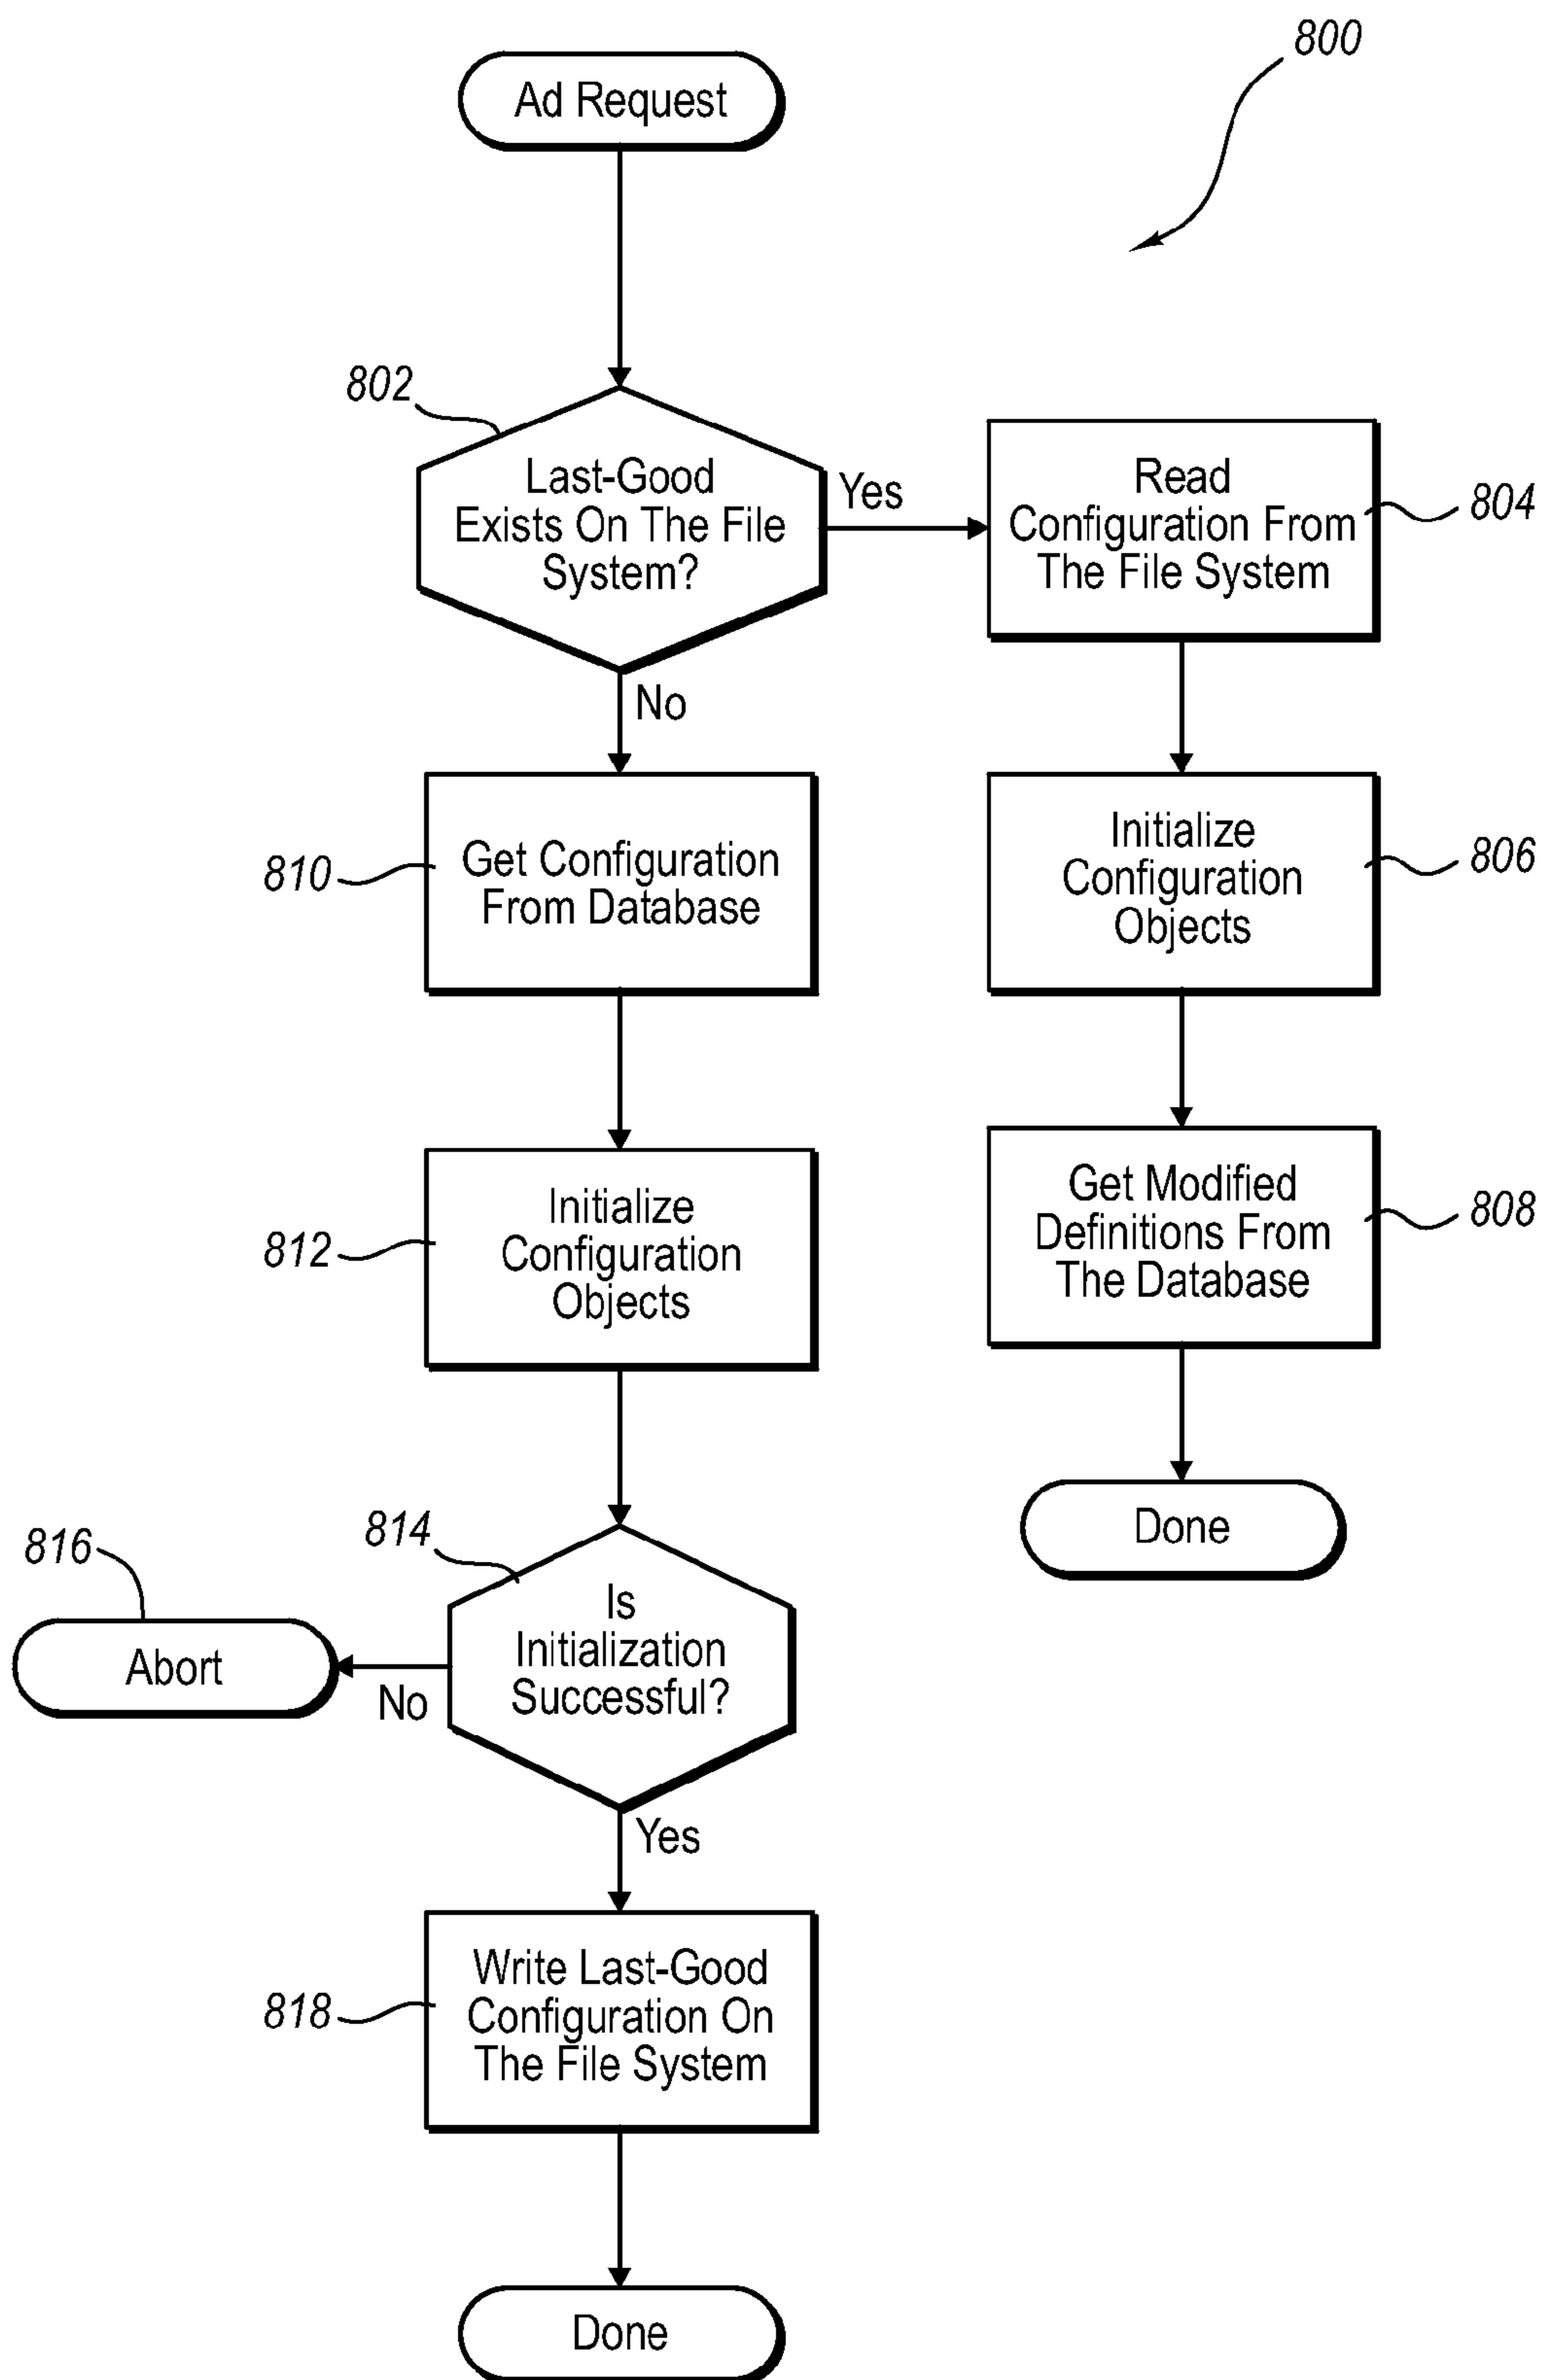 800
Ad Request
802
Last-Good
Exists On The File
System?
Yes
Read
Configuration From
The File System
804
No
810
Get Configuration
From Database
Initialize
Configuration
Objects
806
812
Initialize
Configuration
Objects
Get Modified
Definitions From
The Database
808
Done
814
816
Is
Initialization
Successful?
Abort
No
Yes
818
Write Last-Good
Configuration On
The File System
Done